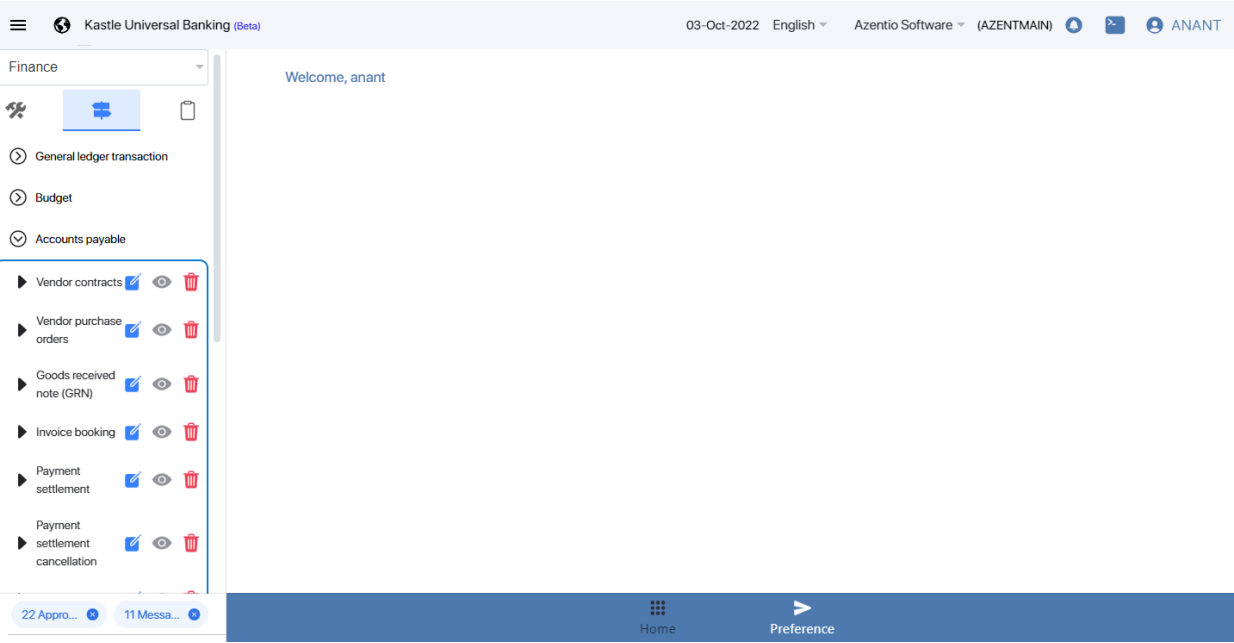 Kastle Universal Banking (Beta)
03-Oct-2022 English Azentio Software (AZENTMAIN) ANANT
Finance
Welcome, anant
General ledger transaction
Budget
Accounts payable
Vendor contracts
Vendor purchase
orders
Goods received
note (GRN)
Invoice booking
Payment
settlement
Payment
settlement
cancellation
22 Appro...
11 Messa...
Home
Preference